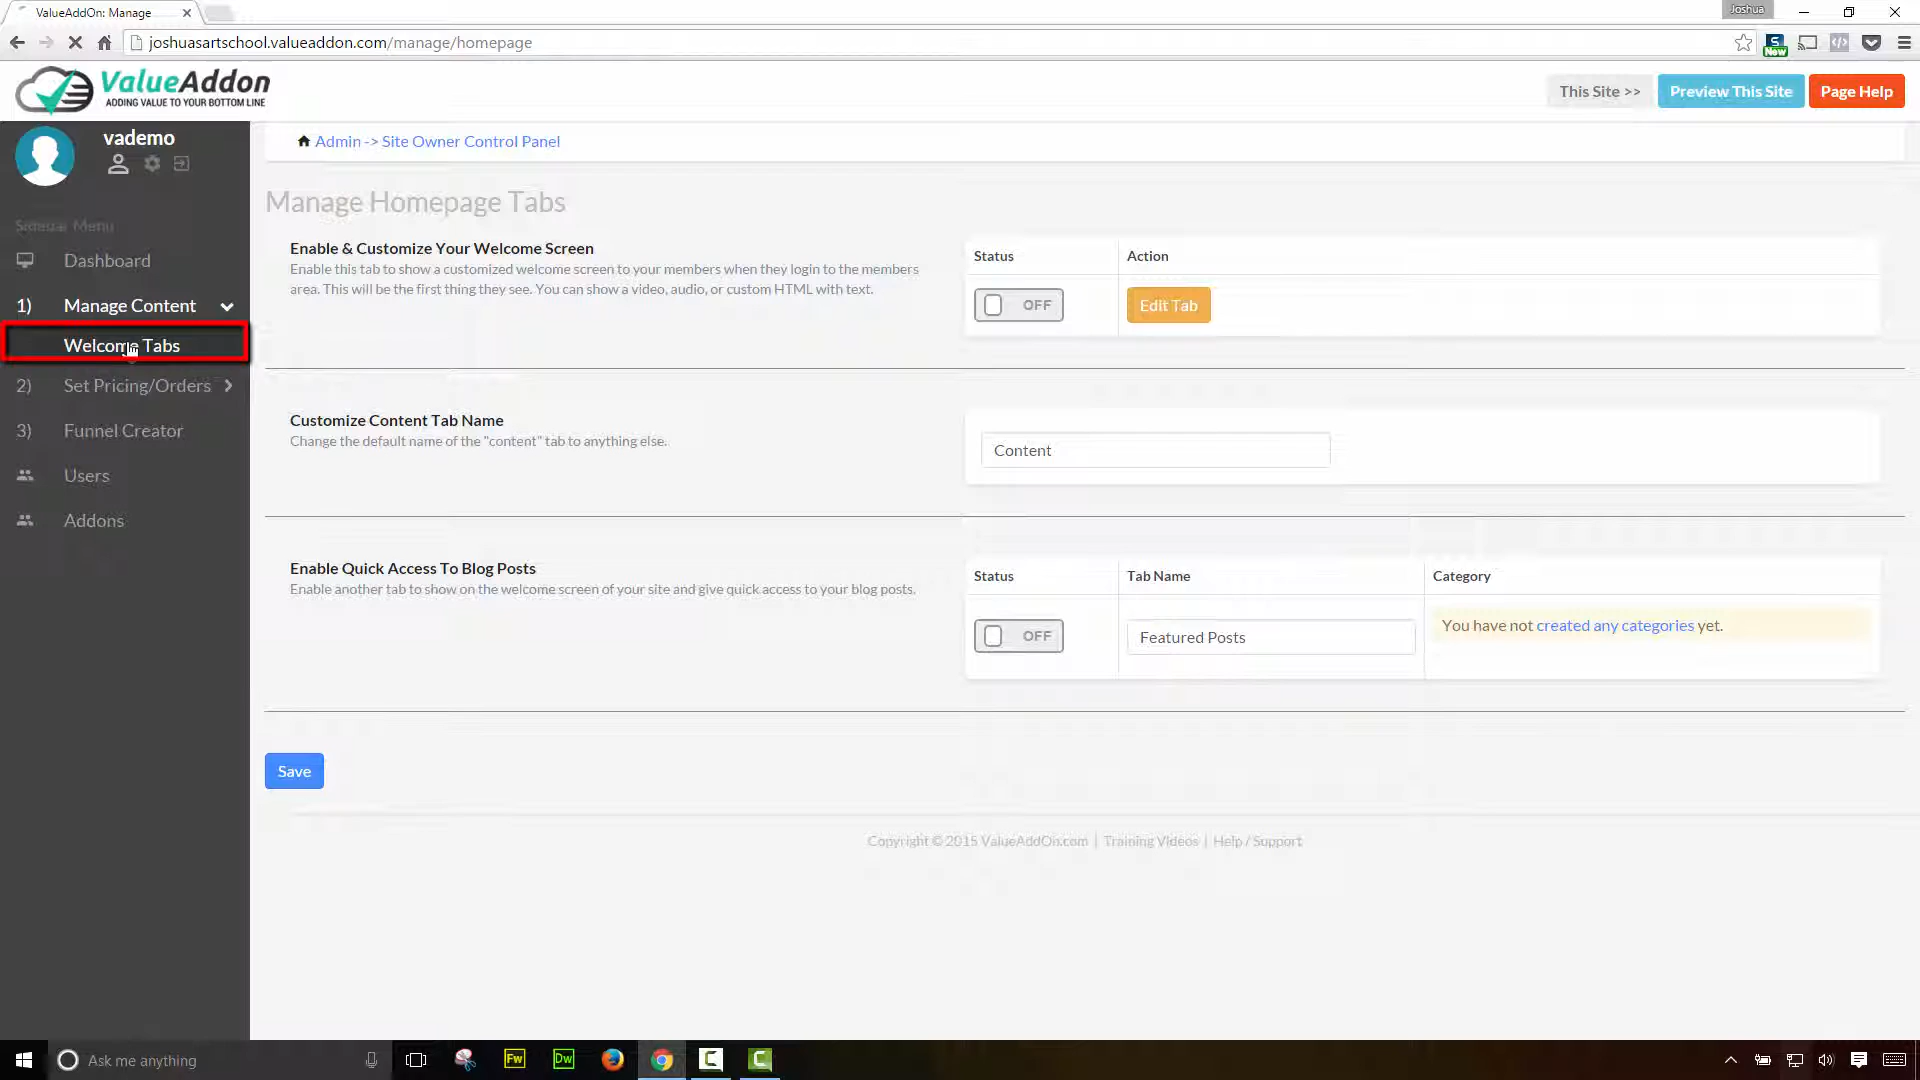 ValueAddOn: Manage
Joshua
joshuasartschool.valueaddon.com/manage/homepage
New
ValueAddon
ADDING VALUE TO YOUR BOTTOM LINE
This Site >>
Preview This Site
Page Help
vademo
Admin -> Site Owner Control Panel
Manage Homepage Tabs
Sidebar Menu
Dashboard
1) Manage Content
Welcome Tabs
2) Set Pricing/Orders
3) Funnel Creator
Users
Addons
Enable & Customize Your Welcome Screen
Enable this tab to show a customized welcome screen to your members when they login to the members
area. This will be the first thing they see. You can show a video, audio, or custom HTML with text.
Status Action
OFF Edit Tab
Customize Content Tab Name
Change the default name of the "content" tab to anything else.
Content
Enable Quick Access To Blog Posts
Enable another tab to show on the welcome screen of your site and give quick access to your blog posts.
Status Tab Name Category
OFF Featured Posts You have not created any categories yet.
Save
Copyright © 2015 ValueAddOn.com | Training Videos | Help / Support
Ask me anything
Fw
Dw